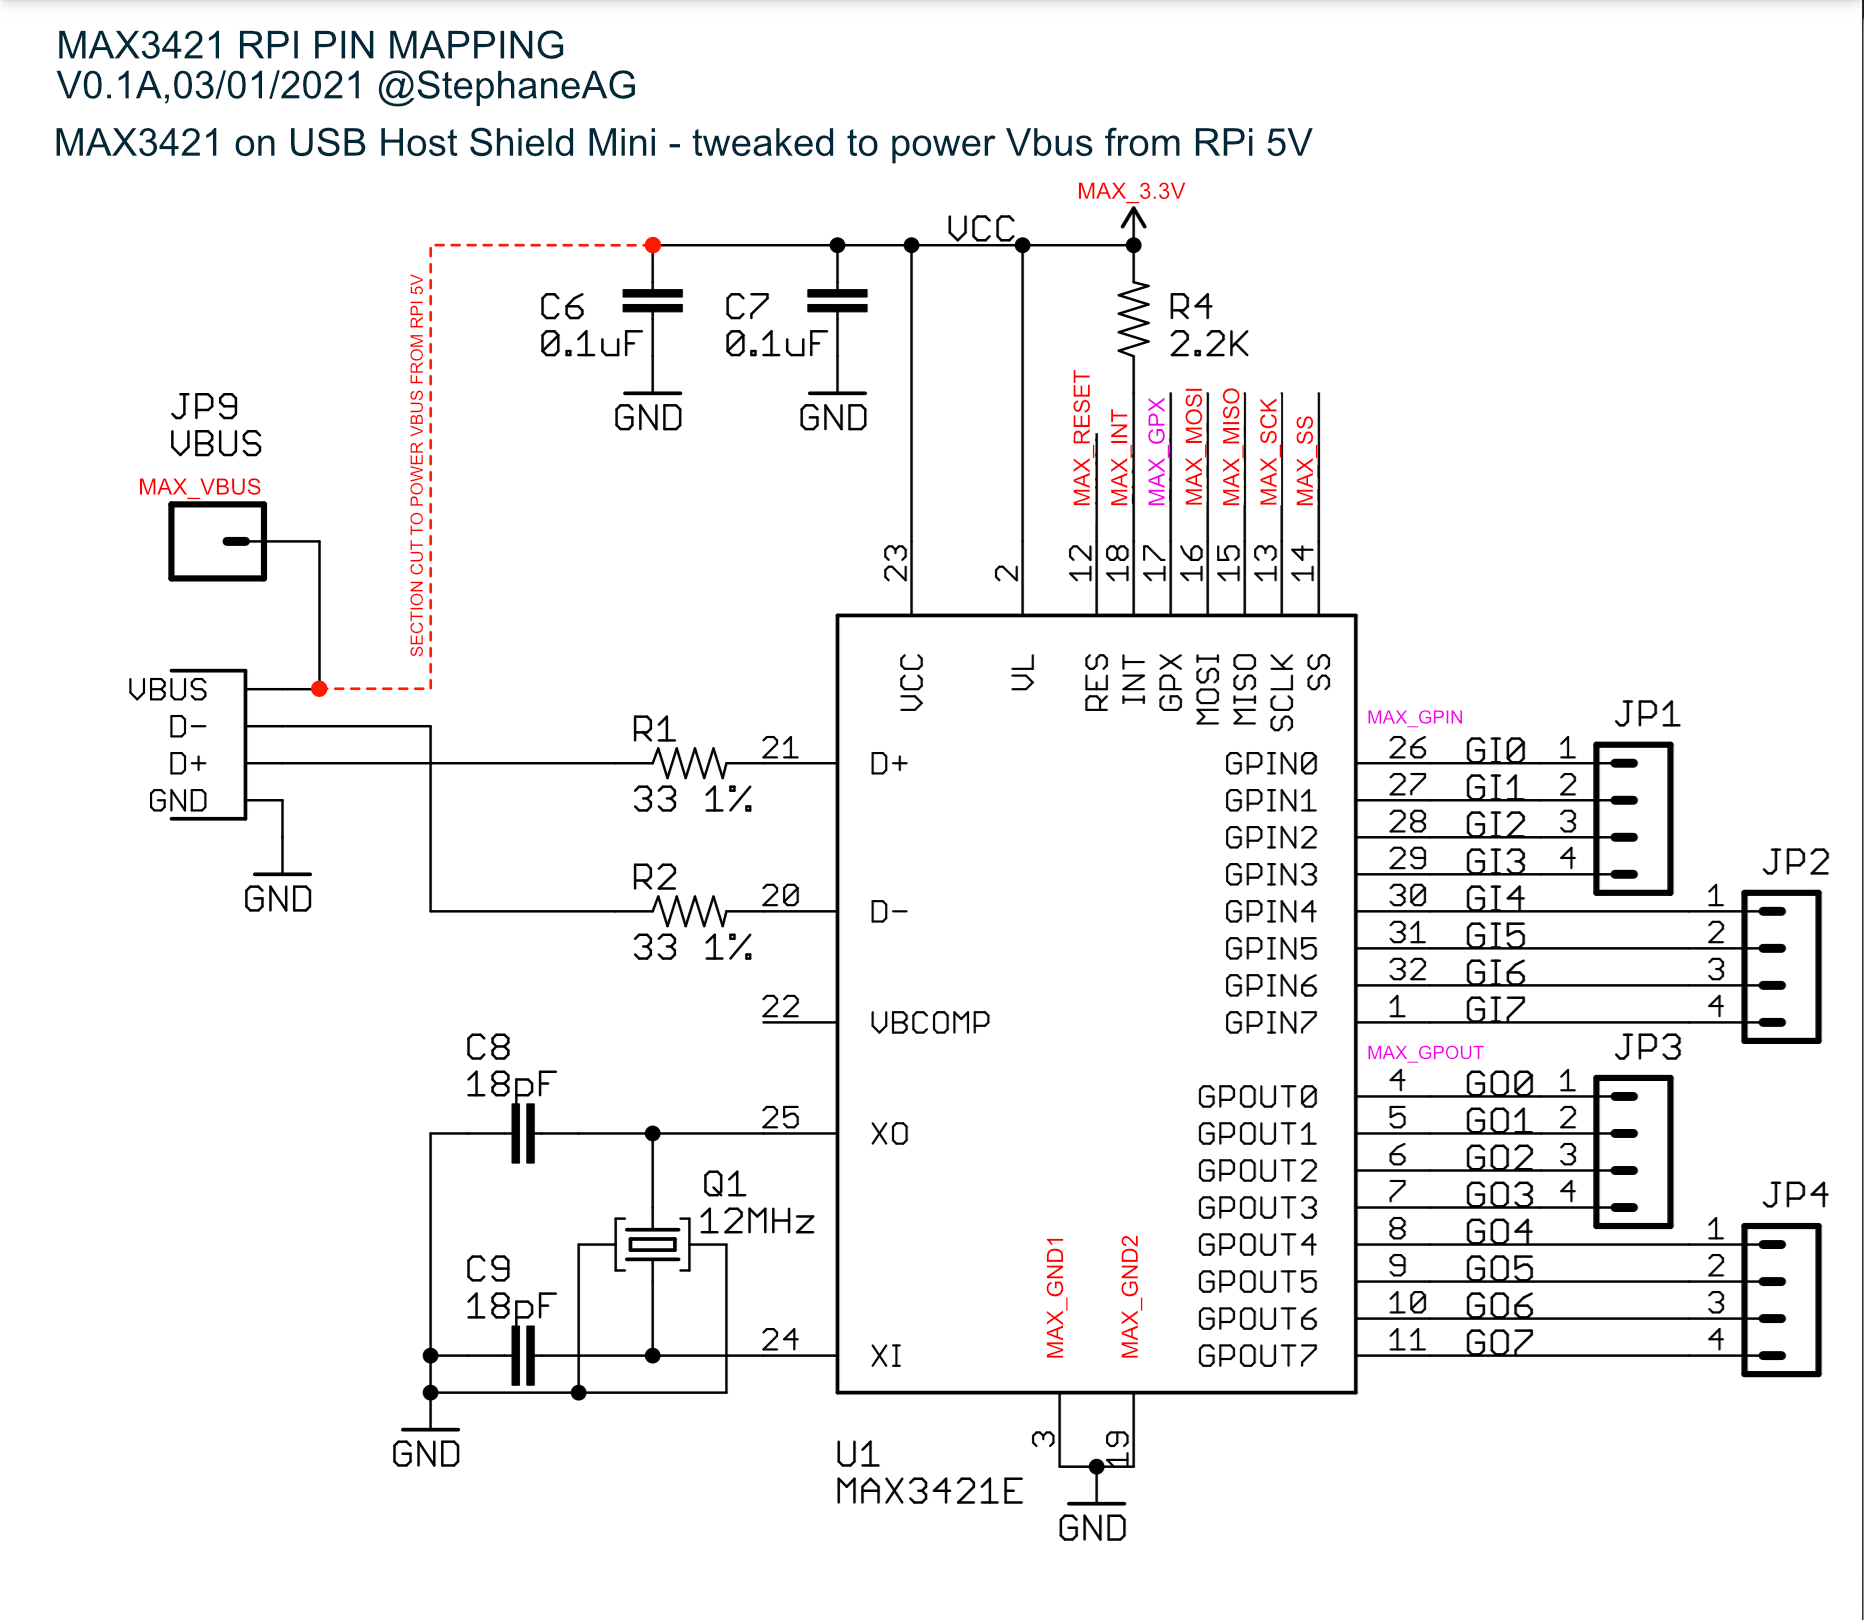 MAX3421 RPI PIN MAPPING
V0.1A,03/01/2021 @StephaneAG
MAX3421 on USB Host Shield Mini - tweaked to power Vbus from RPi 5V
MAX_3.3V
VCC
C6
0.1uF
GND
C7
0.1uF
GND
R4
2.2K
SECTION CUT TO POWER VBUS FROM RPI 5V
JP9
VBUS
MAX_VBUS
MAX_RESET
MAX_INT
MAX_GPX
MAX_MOSI
MAX_MISO
MAX_SCK
MAX_SS
23
2
12
18
17
16
15
13
14
VCC
VL
RES
INT
GPX
MOSI
MISO
SCLK
SS
VBUS
D-
D+
GND
GND
R1
33 1%
21
D+
R2
33 1%
20
D-
22
VBCOMP
C8
18pF
25
XO
Q1
12MHz
C9
18pF
24
XI
GND
MAX_GPIN
JP1
GPIN0 26 GI0 1
GPIN1 27 GI1 2
GPIN2 28 GI2 3
GPIN3 29 GI3 4
JP2
GPIN4 30 GI4 1
GPIN5 31 GI5 2
GPIN6 32 GI6 3
GPIN7 1 GI7 4
MAX_GPOUT
JP3
GPOUT0 4 GO0 1
GPOUT1 5 GO1 2
GPOUT2 6 GO2 3
GPOUT3 7 GO3 4
JP4
GPOUT4 8 GO4 1
GPOUT5 9 GO5 2
GPOUT6 10 GO6 3
GPOUT7 11 GO7 4
MAX_GND1
MAX_GND2
3
19
GND
U1
MAX3421E